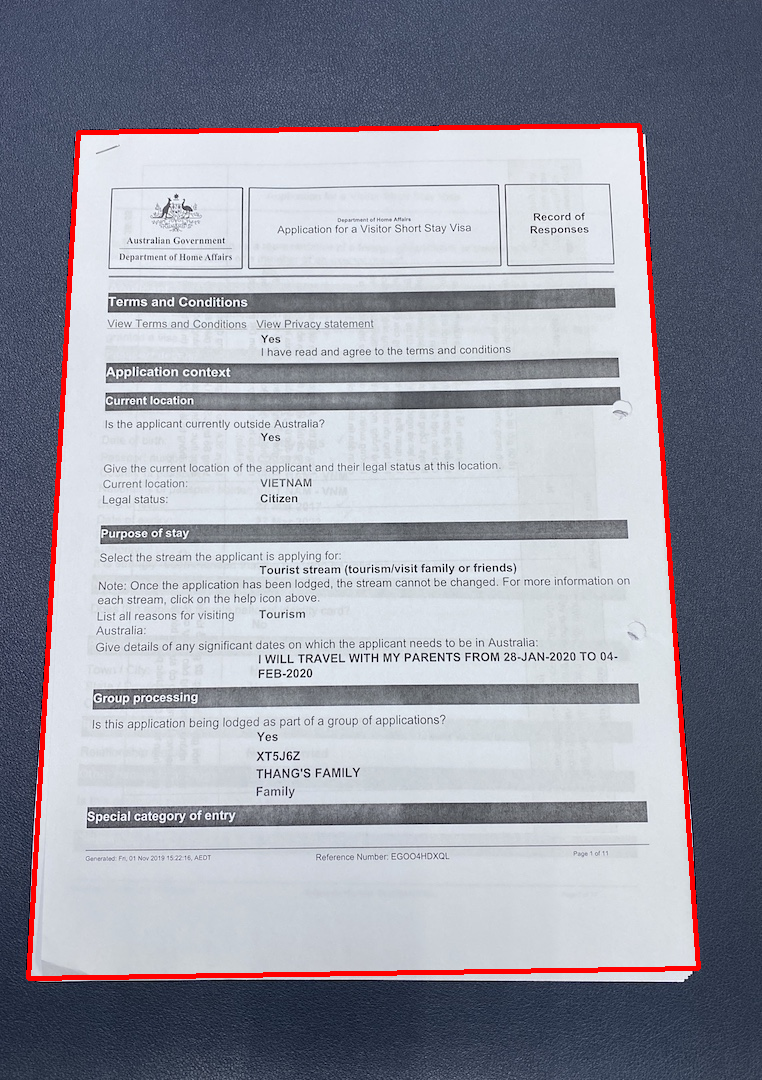 Australian Government
Department of Home Affairs
Department of Home Affairs
Application for a Visitor Short Stay Visa
Record of
Responses
Terms and Conditions
View Terms and Conditions View Privacy statement
Yes
I have read and agree to the terms and conditions
Application context
Current location
Is the applicant currently outside Australia?
Yes
Give the current location of the applicant and their legal status at this location.
Current location: VIETNAM
Legal status: Citizen
Purpose of stay
Select the stream the applicant is applying for:
Tourist stream (tourism/visit family or friends)
Note: Once the application has been lodged, the stream cannot be changed. For more information on
each stream, click on the help icon above.
List all reasons for visiting Tourism
Australia:
Give details of any significant dates on which the applicant needs to be in Australia:
I WILL TRAVEL WITH MY PARENTS FROM 28-JAN-2020 TO 04-
FEB-2020
Group processing
Is this application being lodged as part of a group of applications?
Yes
XT5J6Z
THANG'S FAMILY
Family
Special category of entry
Generated: Fri, 01 Nov 2019 15:22:16, AEDT Reference Number: EGOO4HDXQL Page 1 of 11